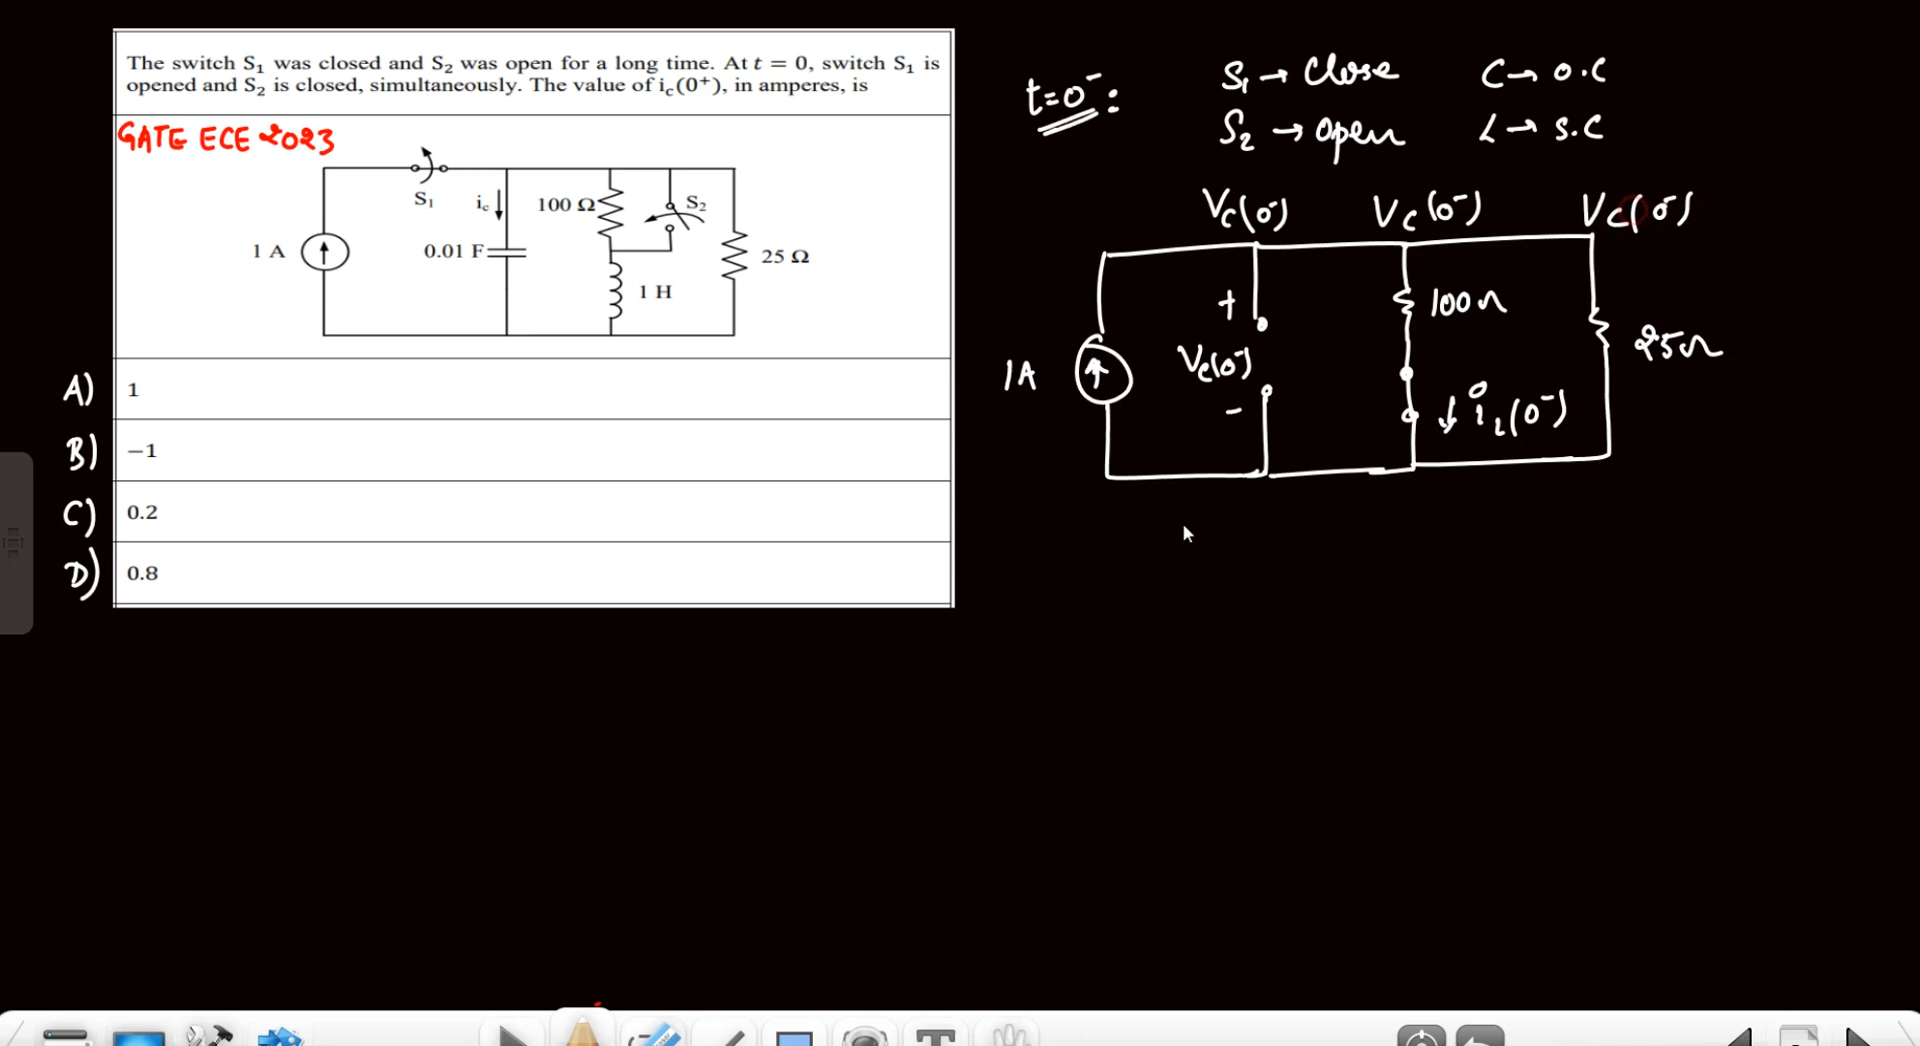 The switch S₁ was closed and S₂ was open for a long time. At t = 0, switch S₁ is
opened and S₂ is closed, simultaneously. The value of i_c(0⁺), in amperes, is
GATE ECE 2023
S₁
i_c
100 Ω
S₂
1 A
0.01 F
25 Ω
1 H
A) 1
B) −1
C) 0.2
D) 0.8
t=0⁻:
S₁ → Close C → O.C
S₂ → open L → S.C
Vc(0⁻) Vc(0⁻) Vc(0⁻)
+
100Ω
25Ω
1A
Vc(0⁻)
−
i_L(0⁻)